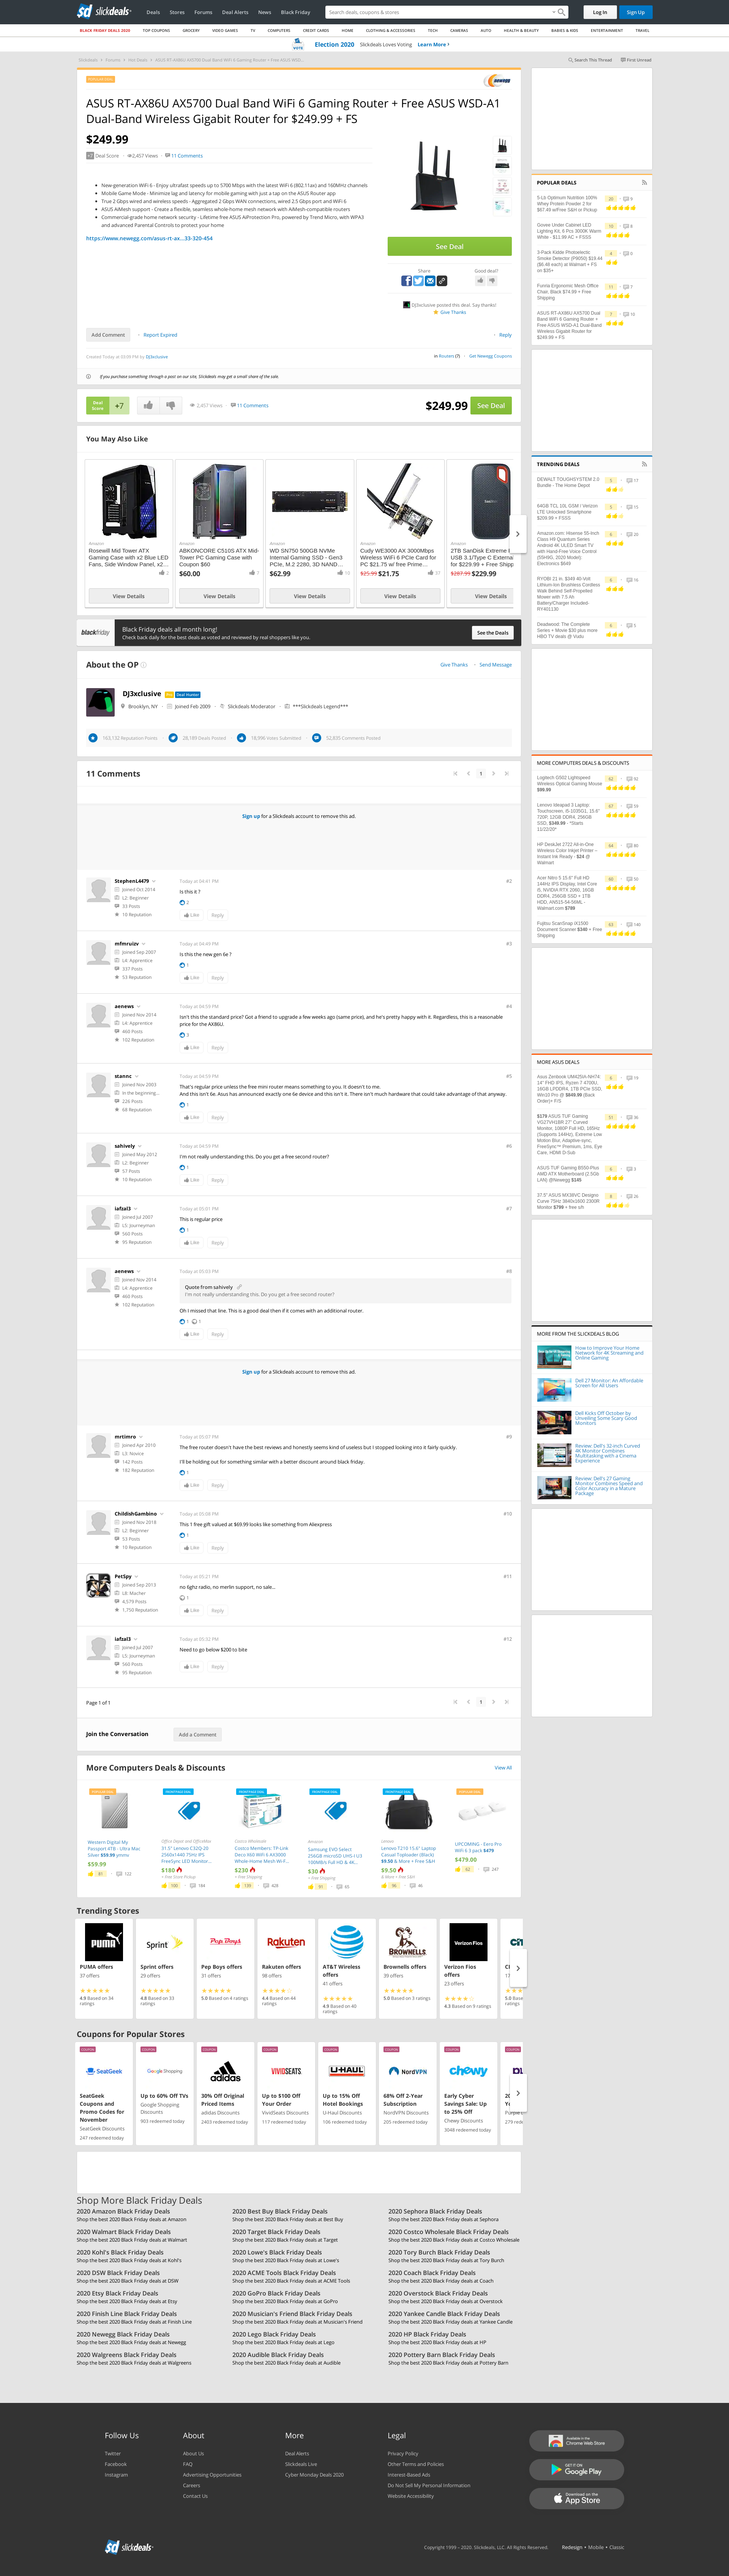 slickdeals
Deals Stores Forums Deal Alerts News Black Friday
Search deals, coupons & stores
Log In Sign Up
BLACK FRIDAY DEALS 2020 TOP COUPONS GROCERY VIDEO GAMES TV COMPUTERS CREDIT CARDS HOME CLOTHING & ACCESSORIES TECH CAMERAS AUTO HEALTH & BEAUTY BABIES & KIDS ENTERTAINMENT TRAVEL
VOTE Election 2020 Slickdeals Loves Voting Learn More
Search This Thread First Unread
newegg
ASUS RT-AX86U AX5700 Dual Band WiFi 6 Gaming Router + Free ASUS WSD-A1
Dual-Band Wireless Gigabit Router for $249.99 + FS
$249.99
+7 Deal Score 2,457 Views 11 Comments
New-generation WiFi 6 - Enjoy ultrafast speeds up to 5700 Mbps with the latest WiFi 6 (802.11ax) and 160MHz channels
Mobile Game Mode - Minimize lag and latency for mobile gaming with just a tap on the ASUS Router app
True 2 Gbps wired and wireless speeds - Aggregated 2 Gbps WAN connections, wired 2.5 Gbps port and WiFi 6
ASUS AiMesh support - Create a flexible, seamless whole-home mesh network with AiMesh-compatible routers
Commercial-grade home network security - Lifetime free ASUS AiProtection Pro, powered by Trend Micro, with WPA3
and advanced Parental Controls to protect your home
https://www.newegg.com/asus-rt-ax...33-320-454
See Deal
Share Good deal?
DJ3xclusive posted this deal. Say thanks!
Give Thanks
Add Comment Report Expired Reply
Created Today at 03:39 PM by DJ3xclusive
in Routers (?) Get Newegg Coupons
If you purchase something through a post on our site, Slickdeals may get a small share of the sale.
Deal Score +7 2,457 Views 11 Comments $249.99 See Deal
You May Also Like
Amazon
Rosewill Mid Tower ATX
Gaming Case with x2 Blue LED
Fans, Side Window Panel, x2...
View Details
Amazon
ABKONCORE C510S ATX Mid-
Tower PC Gaming Case with
Coupon $60
$60.00
View Details
Amazon
WD SN750 500GB NVMe
Internal Gaming SSD - Gen3
PCIe, M.2 2280, 3D NAND...
$62.99
View Details
Amazon
Cudy WE3000 AX 3000Mbps
Wireless WiFi 6 PCIe Card for
PC $21.75 w/ free Prime...
$25.99 $21.75
View Details
Amazon
2TB SanDisk Extreme
USB 3.1/Type C Externa
for $229.99 + Free Shipp
$287.99 $229.99
View Details
blackfriday
Black Friday deals all month long!
Check back daily for the best deals as voted and reviewed by real shoppers like you.
See the Deals
About the OP
Give Thanks Send Message
DJ3xclusive Deal Hunter
Brooklyn, NY Joined Feb 2009 Slickdeals Moderator ***Slickdeals Legend***
Reputation Points Deals Posted Votes Submitted 52,835 Comments Posted
11 Comments
1
Sign up for a Slickdeals account to remove this ad.
StephenL4479
Joined Oct 2014
L2: Beginner
33 Posts
10 Reputation
Today at 04:41 PM
#2
Is this it ?
2
Like Reply
mfmruizv
Joined Sep 2007
L4: Apprentice
337 Posts
53 Reputation
Today at 04:49 PM
#3
Is this the new gen 6e ?
1
Like Reply
aenews
Joined Nov 2014
L4: Apprentice
460 Posts
102 Reputation
Today at 04:59 PM
#4
Isn't this the standard price? Got a friend to upgrade a few weeks ago (same price), and he's pretty happy with it. Regardless, this is a reasonable
price for the AX86U.
3
Like Reply
stannc
Joined Nov 2003
In the beginning...
226 Posts
68 Reputation
Today at 04:59 PM
#5
That's regular price unless the free mini router means something to you. It doesn't to me.
And this isn't 6e. Asus has announced exactly one 6e device and this isn't it. There isn't much hardware that could take advantage of that anyway.
1
Like Reply
sahively
Joined May 2012
L2: Beginner
57 Posts
10 Reputation
#6
I'm not really understanding this. Do you get a free second router?
1
Like Reply
iafzal3
Joined Jul 2007
L5: Journeyman
560 Posts
95 Reputation
Today at 05:01 PM
#7
This is regular price
1
Like Reply
aenews
Joined Nov 2014
L4: Apprentice
460 Posts
102 Reputation
Today at 05:03 PM
#8
Quote from sahively
I'm not really understanding this. Do you get a free second router?
Oh I missed that line. This is a good deal then if it comes with an additional router.
1 1
Like Reply
Sign up for a Slickdeals account to remove this ad.
mrtimro
Joined Apr 2010
L3: Novice
142 Posts
182 Reputation
Today at 05:07 PM
#9
The free router doesn't have the best reviews and honestly seems kind of useless but I stopped looking into it fairly quickly.
I'll be holding out for something similar with a better discount around black friday.
1
Like Reply
ChildishGambino
Joined Nov 2018
L2: Beginner
53 Posts
10 Reputation
Today at 05:08 PM
#10
This 1 free gift valued at $69.99 looks like something from Aliexpress
1
Like Reply
PetSpy
Joined Sep 2013
L8: Macher
4,579 Posts
1,750 Reputation
Today at 05:21 PM
#11
no 6ghz radio, no merlin support, no sale...
1
Like Reply
iafzal3
Joined Jul 2007
L5: Journeyman
560 Posts
95 Reputation
Today at 05:32 PM
#12
Need to go below $200 to bite
Like Reply
Page 1 of 1
1
Join the Conversation Add a Comment
More Computers Deals & Discounts
View All
Western Digital My
Passport 4TB - Ultra Mac
Silver $59.99
$59.99
Office Depot and OfficeMax
31.5" Lenovo C32Q-20
2560x1440 75Hz IPS
FreeSync LED Monitor...
$180
+ Free Store Pickup
Costco Wholesale
Costco Members: TP-Link
Deco X60 WiFi 6 AX3000
Whole-Home Mesh Wi-F...
$230
+ Free Shipping
Amazon
Samsung EVO Select
256GB microSD UHS-I U3
100MB/s Full HD & 4K...
$30
+ Free Shipping
Lenovo
Lenovo T210 15.6" Laptop
Casual Toploader (Black)
$9.50 & More + Free S&H
$9.50
& More + Free S&H
UPCOMING - Eero Pro
WiFi 6 3 pack $479
$479.00
Trending Stores
PUMA offers
37 offers
4.9 Based on 34
ratings
Sprint offers
29 offers
4.8 Based on 33
ratings
Pep Boys offers
31 offers
5.0 Based on 4 ratings
Rakuten offers
98 offers
4.4 Based on 44
ratings
AT&T Wireless
offers
41 offers
4.9 Based on 40
ratings
Brownells offers
39 offers
5.0 Based on 3 ratings
Verizon Fios
offers
23 offers
4.3 Based on 9 ratings
Coupons for Popular Stores
SeatGeek
Coupons and
Promo Codes for
November
SeatGeek Discounts
247 redeemed today
Up to 60% Off TVs
Google Shopping
Discounts
903 redeemed today
30% Off Original
Priced Items
adidas Discounts
2403 redeemed today
Up to $100 Off
Your Order
VividSeats Discounts
117 redeemed today
Up to 15% Off
Hotel Bookings
U-Haul Discounts
106 redeemed today
68% Off 2-Year
Subscription
NordVPN Discounts
205 redeemed today
Early Cyber
Savings Sale: Up
to 25% Off
Chewy Discounts
3048 redeemed today
Shop More Black Friday Deals
2020 Amazon Black Friday Deals
Shop the best 2020 Black Friday deals at Amazon
2020 Best Buy Black Friday Deals
Shop the best 2020 Black Friday deals at Best Buy
2020 Sephora Black Friday Deals
Shop the best 2020 Black Friday deals at Sephora
2020 Walmart Black Friday Deals
Shop the best 2020 Black Friday deals at Walmart
2020 Target Black Friday Deals
Shop the best 2020 Black Friday deals at Target
2020 Costco Wholesale Black Friday Deals
Shop the best 2020 Black Friday deals at Costco Wholesale
2020 Kohl's Black Friday Deals
Shop the best 2020 Black Friday deals at Kohl's
2020 Lowe's Black Friday Deals
Shop the best 2020 Black Friday deals at Lowe's
2020 Tory Burch Black Friday Deals
Shop the best 2020 Black Friday deals at Tory Burch
2020 DSW Black Friday Deals
Shop the best 2020 Black Friday deals at DSW
2020 ACME Tools Black Friday Deals
Shop the best 2020 Black Friday deals at ACME Tools
2020 Coach Black Friday Deals
Shop the best 2020 Black Friday deals at Coach
2020 Etsy Black Friday Deals
Shop the best 2020 Black Friday deals at Etsy
2020 GoPro Black Friday Deals
Shop the best 2020 Black Friday deals at GoPro
2020 Overstock Black Friday Deals
Shop the best 2020 Black Friday deals at Overstock
2020 Finish Line Black Friday Deals
Shop the best 2020 Black Friday deals at Finish Line
2020 Musician's Friend Black Friday Deals
Shop the best 2020 Black Friday deals at Musician's Friend
2020 Yankee Candle Black Friday Deals
Shop the best 2020 Black Friday deals at Yankee Candle
2020 Newegg Black Friday Deals
Shop the best 2020 Black Friday deals at Newegg
2020 Lego Black Friday Deals
Shop the best 2020 Black Friday deals at Lego
2020 HP Black Friday Deals
Shop the best 2020 Black Friday deals at HP
2020 Walgreens Black Friday Deals
Shop the best 2020 Black Friday deals at Walgreens
2020 Audible Black Friday Deals
Shop the best 2020 Black Friday deals at Audible
2020 Pottery Barn Black Friday Deals
Shop the best 2020 Black Friday deals at Pottery Barn
POPULAR DEALS
5-Lb Optimum Nutrition 100%
Whey Protein Powder 2 for
$67.49 w/Free S&H or Pickup
Govee Under Cabinet LED
Lighting Kit, 6 Pcs 3000K Warm
White - $11.99 AC + FSSS
3-Pack Kidde Photoelectic
Smoke Detector (P9050) $19.44
($6.48 each) at Walmart + FS
on $35+
Furinla Ergonomic Mesh Office
Chair, Black $74.99 + Free
Shipping
ASUS RT-AX86U AX5700 Dual
Band WiFi 6 Gaming Router +
Free ASUS WSD-A1 Dual-Band
Wireless Gigabit Router for
$249.99 + FS
TRENDING DEALS
DEWALT TOUGHSYSTEM 2.0
Bundle - The Home Depot
64GB TCL 10L GSM / Verizon
LTE Unlocked Smartphone
$209.99 + FSSS
Amazon.com: Hisense 55-Inch
Class H9 Quantum Series
Android 4K ULED Smart TV
with Hand-Free Voice Control
(55H9G, 2020 Model):
Electronics $649
RYOBI 21 in. $349 40-Volt
Lithium-Ion Brushless Cordless
Walk Behind Self-Propelled
Mower with 7.5 Ah
Battery/Charger Included-
RY401130
Deadwood: The Complete
Series + Movie $30 plus more
HBO TV deals @ Vudu
MORE COMPUTERS DEALS & DISCOUNTS
Logitech G502 Lightspeed
Wireless Optical Gaming Mouse
$99.99
Lenovo Ideapad 3 Laptop:
Touchscreen, i5-1035G1, 15.6"
720P, 12GB DDR4, 256GB
SSD, $349.99 - *Starts
11/22/20*
HP DeskJet 2722 All-in-One
Wireless Color Inkjet Printer –
Instant Ink Ready - $24 @
Walmart
Acer Nitro 5 15.6" Full HD
144Hz IPS Display, Intel Core
i5, NVIDIA RTX 2060, 16GB
DDR4, 256GB SSD + 1TB
HDD, AN515-54-56ML -
Walmart.com $799
Fujitsu ScanSnap iX1500
Document Scanner $340 + Free
Shipping
MORE ASUS DEALS
Asus Zenbook UM425IA-NH74:
14" FHD IPS, Ryzen 7 4700U,
16GB LPDDR4, 1TB PCIe SSD,
Win10 Pro @ $849.99 (Back
Order)+ F/S
$179 ASUS TUF Gaming
VG27VH1BR 27" Curved
Monitor, 1080P Full HD, 165Hz
(Supports 144Hz), Extreme Low
Motion Blur, Adaptive-sync,
FreeSync™ Premium, 1ms, Eye
Care, HDMI D-Sub
ASUS TUF Gaming B550-Plus
AMD ATX Motherboard (2.5Gb
LAN) @Newegg $145
37.5" ASUS MX38VC Designo
Curve 75Hz 3840x1600 2300R
Monitor $799 + free s/h
MORE FROM THE SLICKDEALS BLOG
How to Improve Your Home
Network for 4K Streaming and
Online Gaming
Dell 27 Monitor: An Affordable
Screen for All Users
Dell Kicks Off October by
Unveiling Some Scary Good
Monitors
Review: Dell's 32-inch Curved
4K Monitor Combines
Multitasking with a Cinema
Experience
Review: Dell's 27 Gaming
Monitor Combines Speed and
Color Accuracy in a Mature
Package
Follow Us
Twitter
Facebook
Instagram
About
About Us
FAQ
Advertising Opportunities
Careers
Contact Us
More
Deal Alerts
Slickdeals Live
Cyber Monday Deals 2020
Legal
Privacy Policy
Other Terms and Policies
Interest-Based Ads
Do Not Sell My Personal Information
Website Accessibility
Available in the
Chrome Web Store
GET IT ON
Google Play
Download on the
App Store
slickdeals
Copyright 1999 - 2020. Slickdeals, LLC. All Rights Reserved. Redesign • Mobile • Classic